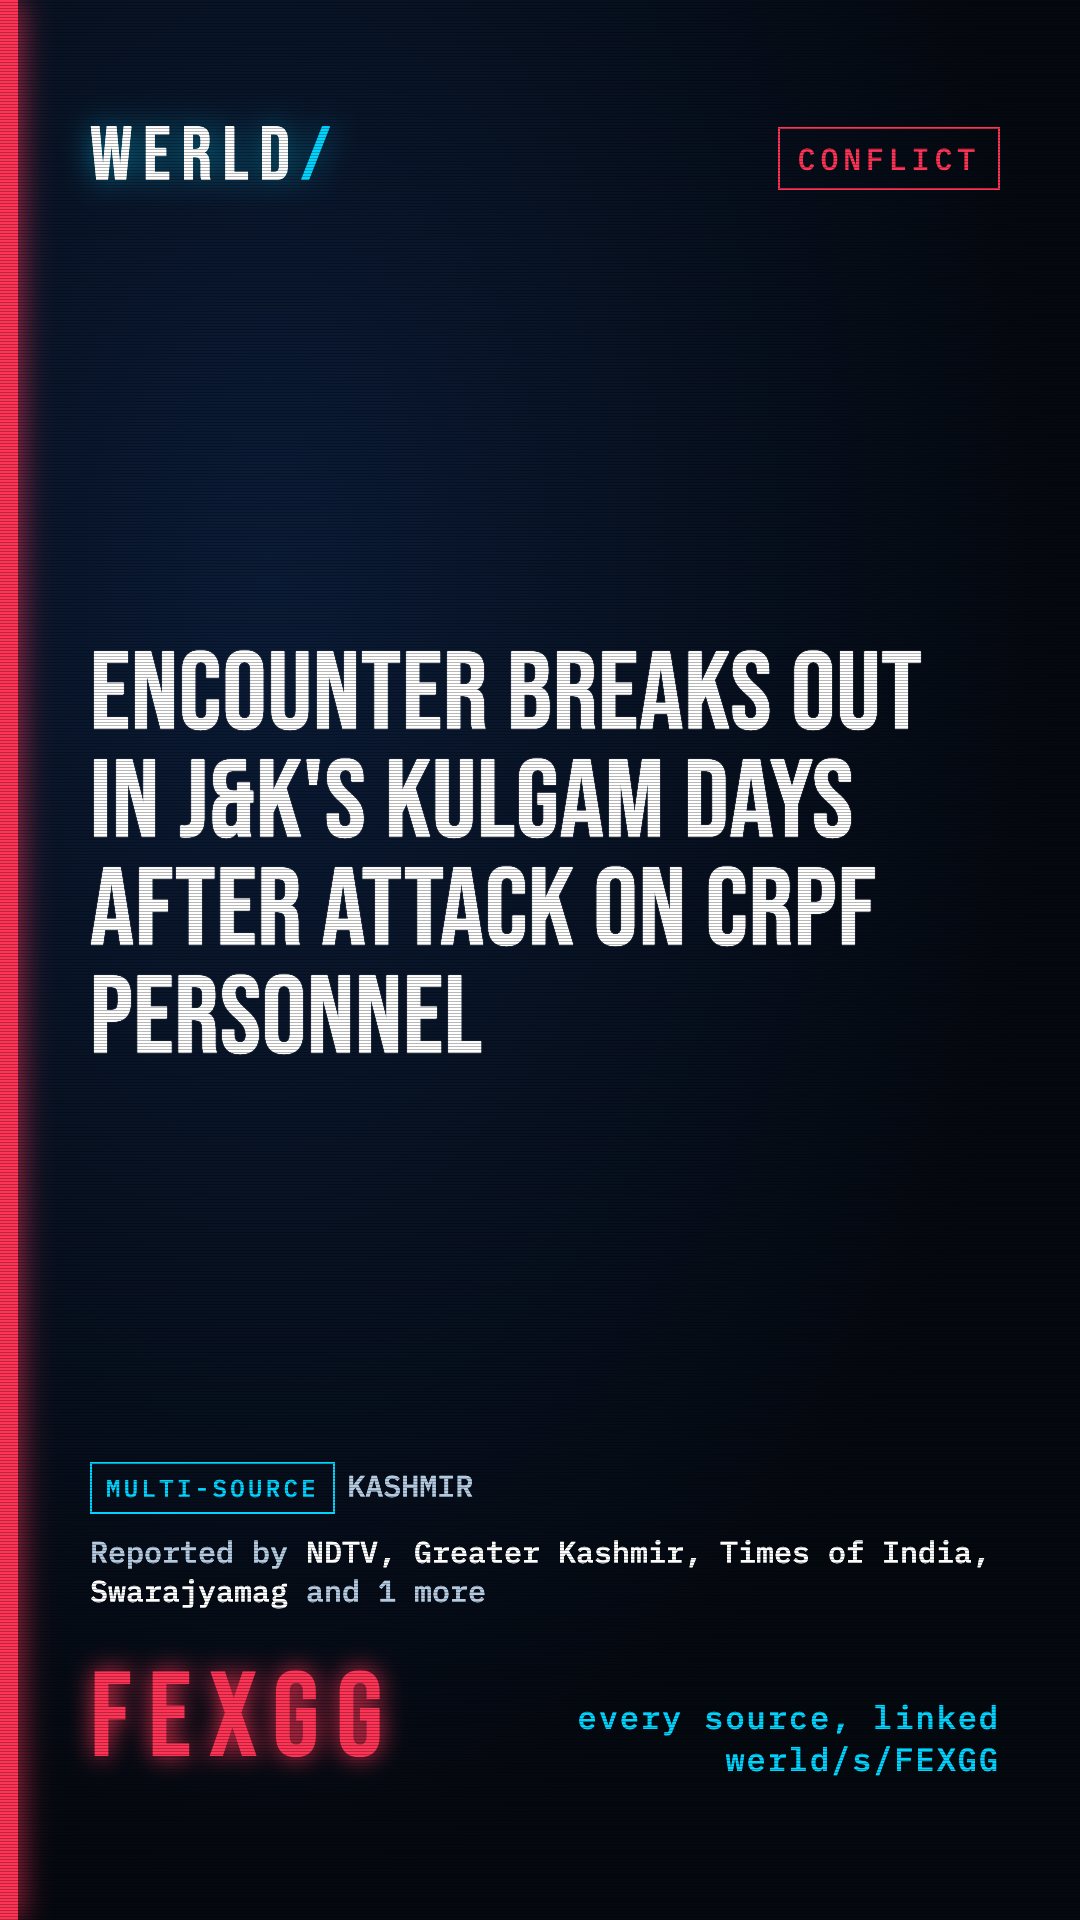 WERLD/
CONFLICT
ENCOUNTER BREAKS OUT
IN J&K'S KULGAM DAYS
AFTER ATTACK ON CRPF
PERSONNEL
MULTI-SOURCE KASHMIR
Reported by NDTV, Greater Kashmir, Times of India,
Swarajyamag and 1 more
FEXGG
every source, linked
werld/s/FEXGG